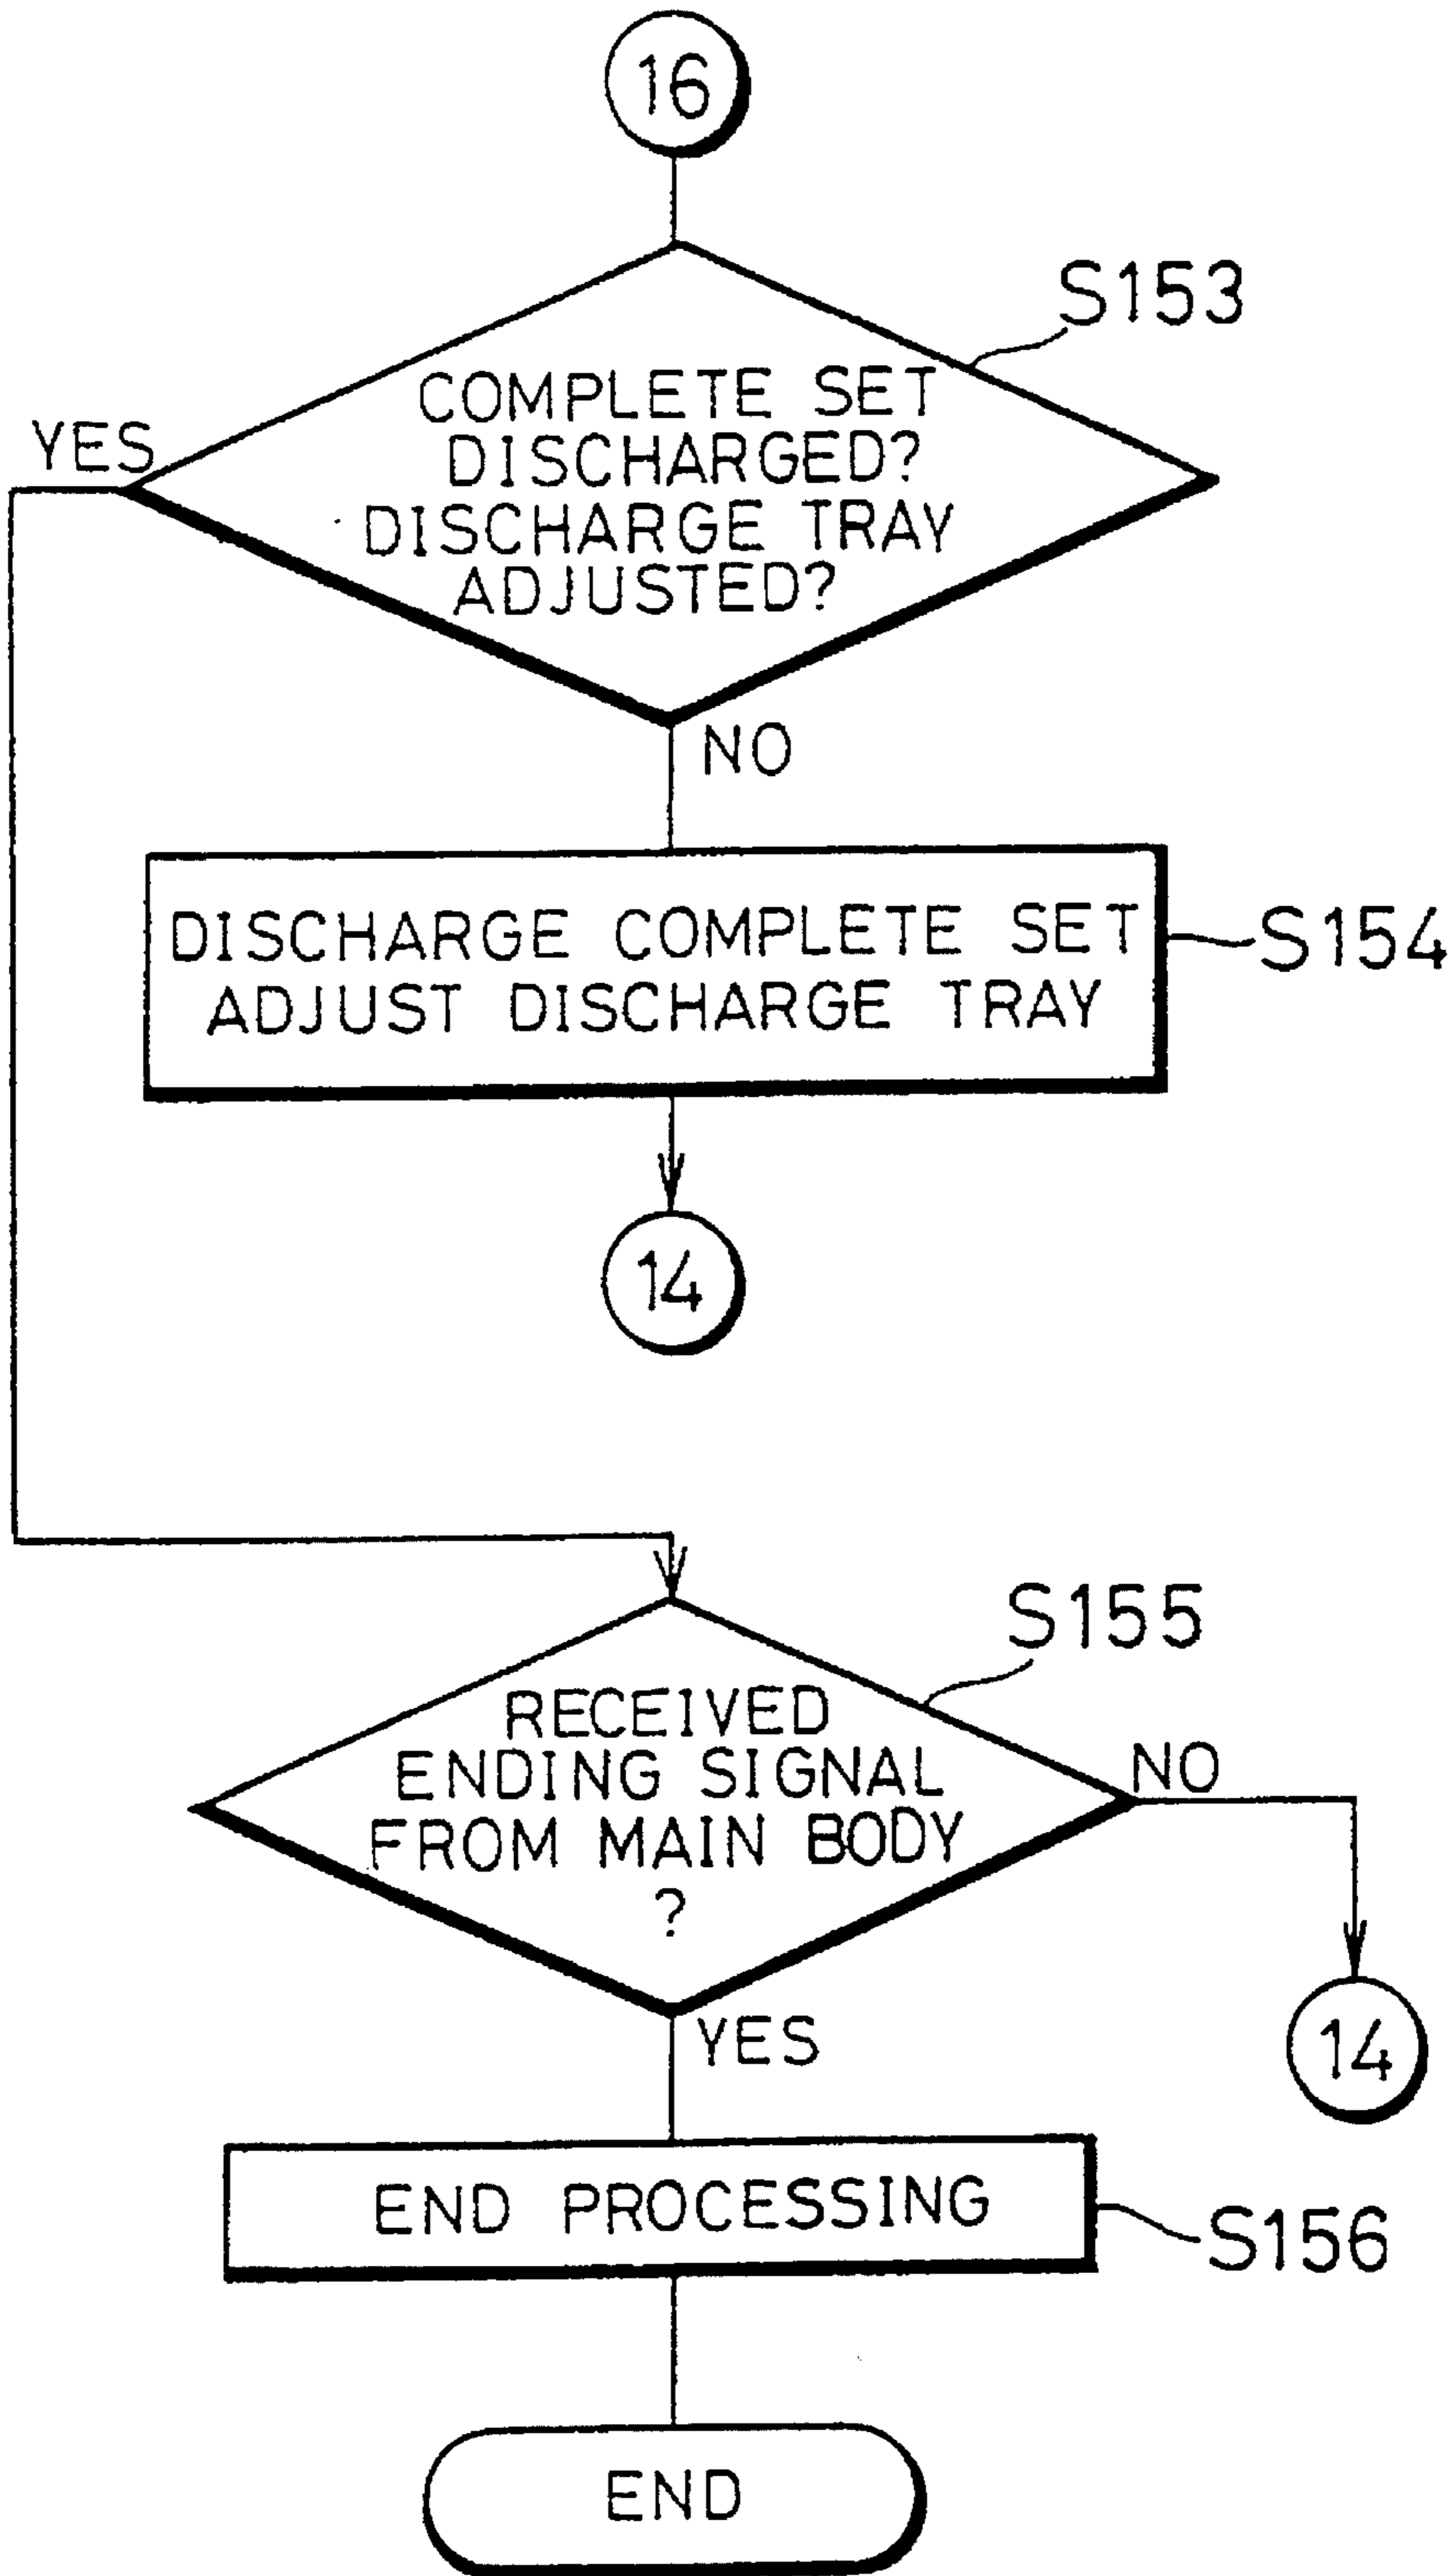 16
S153
COMPLETE SET
DISCHARGED?
DISCHARGE TRAY
ADJUSTED?
YES
NO
DISCHARGE COMPLETE SET
ADJUST DISCHARGE TRAY
S154
14
S155
RECEIVED
ENDING SIGNAL
FROM MAIN BODY
?
NO
14
YES
END PROCESSING
S156
END